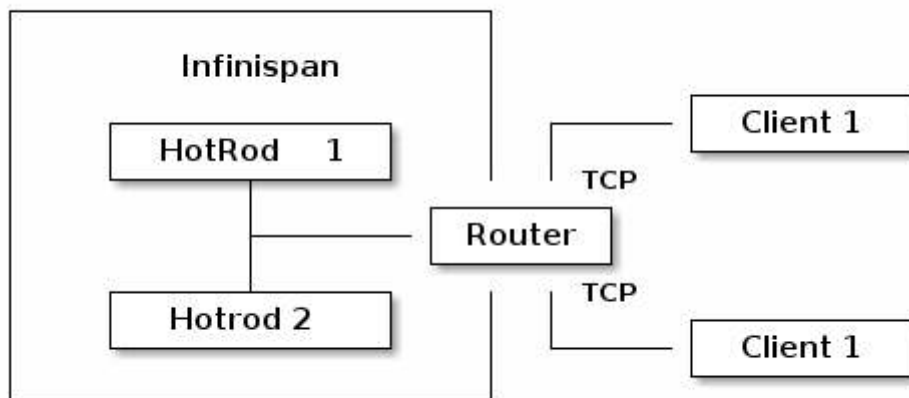 Infinispan
HotRod 1
Client 1
TCP
Router
TCP
Hotrod 2
Client 1